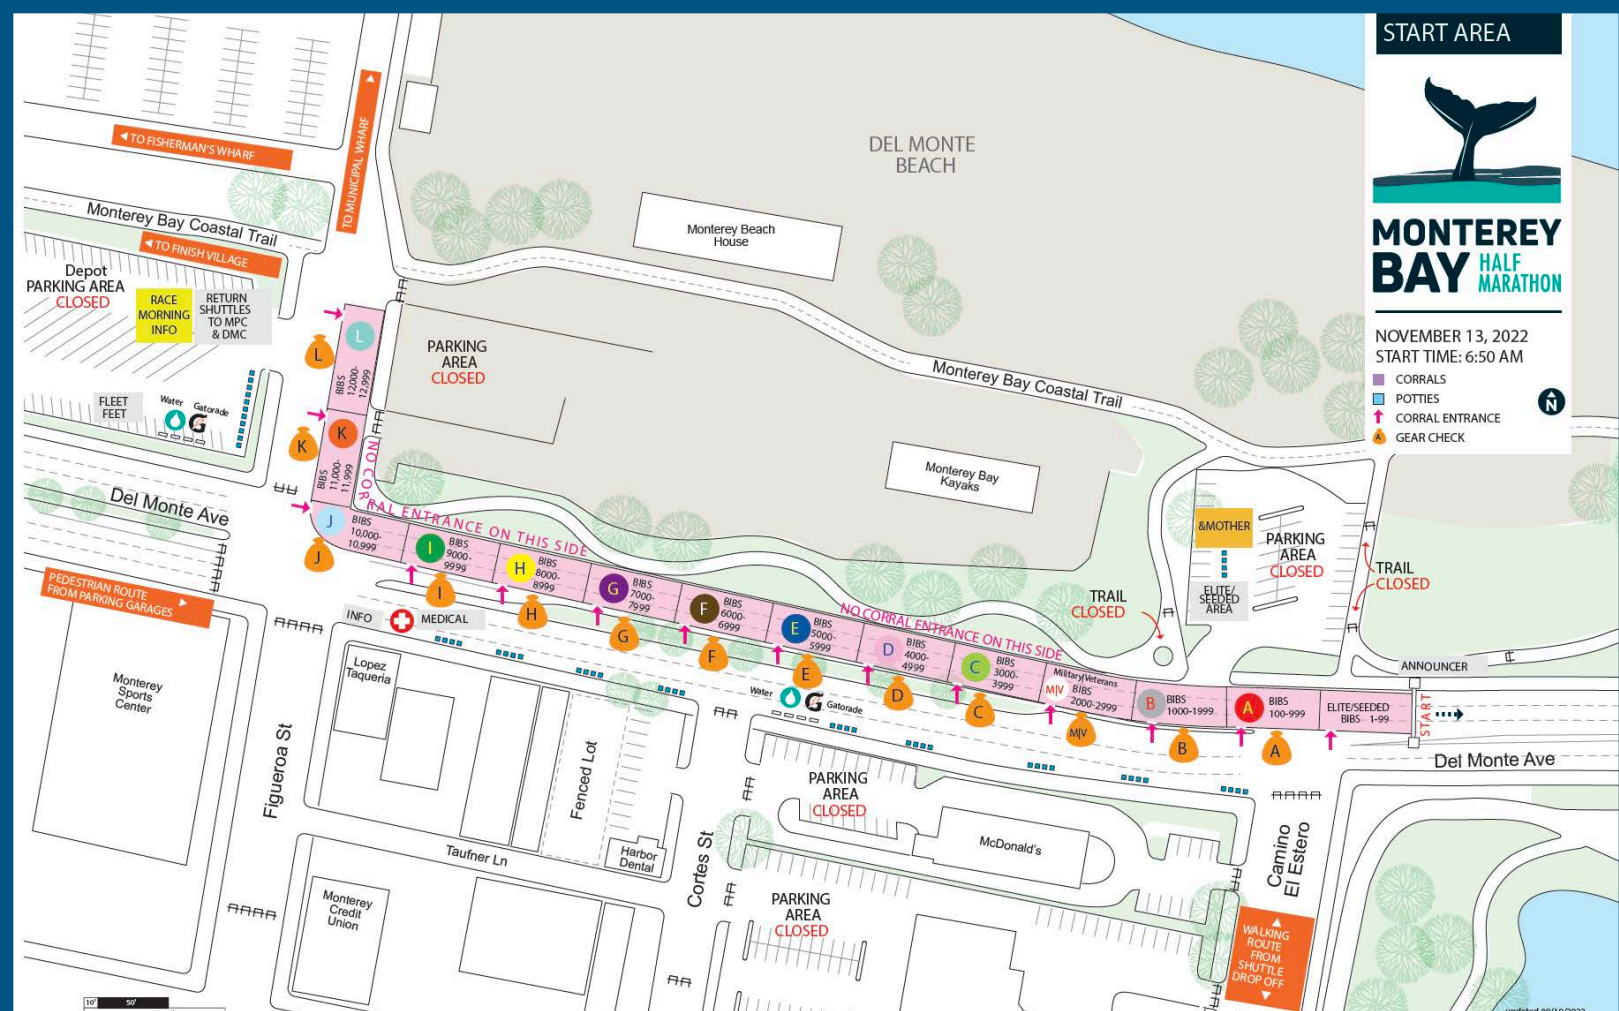 START AREA
MONTEREY
BAY HALF
MARATHON
NOVEMBER 13, 2022
START TIME: 6:50 AM
CORRALS
POTTIES
CORRAL ENTRANCE
A GEAR CHECK
N
TO FISHERMAN'S WHARF
TO MUNICIPAL WHARF
DEL MONTE
BEACH
Monterey Bay Coastal Trail
TO FINISH VILLAGE
Monterey Beach
House
Depot
PARKING AREA
CLOSED
RACE
MORNING
INFO
RETURN
SHUTTLES
TO MPC
& DMC
L
L
BIBS
12,000-
12,999
PARKING
AREA
CLOSED
Monterey Bay Coastal Trail
FLEET
FEET
Water
Gatorade
K
K
BIBS
11,000-
11,999
NO CORRAL ENTRANCE ON THIS SIDE
Monterey Bay
Kayaks
Del Monte Ave
J
BIBS
10,000-
10,999
J
I
BIBS
9000-
9999
I
H
BIBS
8000-
8999
H
G
BIBS
7000-
7999
G
F
BIBS
6000-
6999
F
E
BIBS
5000-
5999
E
NO CORRAL ENTRANCE ON THIS SIDE
D
BIBS
4000-
4999
D
C
BIBS
3000-
3999
C
Military/Veterans
M|V
BIBS
2000-2999
M|V
B
BIBS
1000-1999
B
A
BIBS
100-999
A
ELITE/SEEDED
BIBS 1-99
START
ANNOUNCER
&MOTHER
ELITE/
SEEDED
AREA
PARKING
AREA
CLOSED
TRAIL
CLOSED
TRAIL
CLOSED
PEDESTRIAN ROUTE
FROM PARKING GARAGES
INFO
MEDICAL
Water
Gatorade
Del Monte Ave
Monterey
Sports
Center
Lopez
Taqueria
Figueroa St
Fenced Lot
Harbor
Dental
Taufner Ln
Cortes St
PARKING
AREA
CLOSED
McDonald's
Camino
El Estero
Monterey
Credit
Union
PARKING
AREA
CLOSED
WALKING
ROUTE
FROM
SHUTTLE
DROP OFF
10' 50'